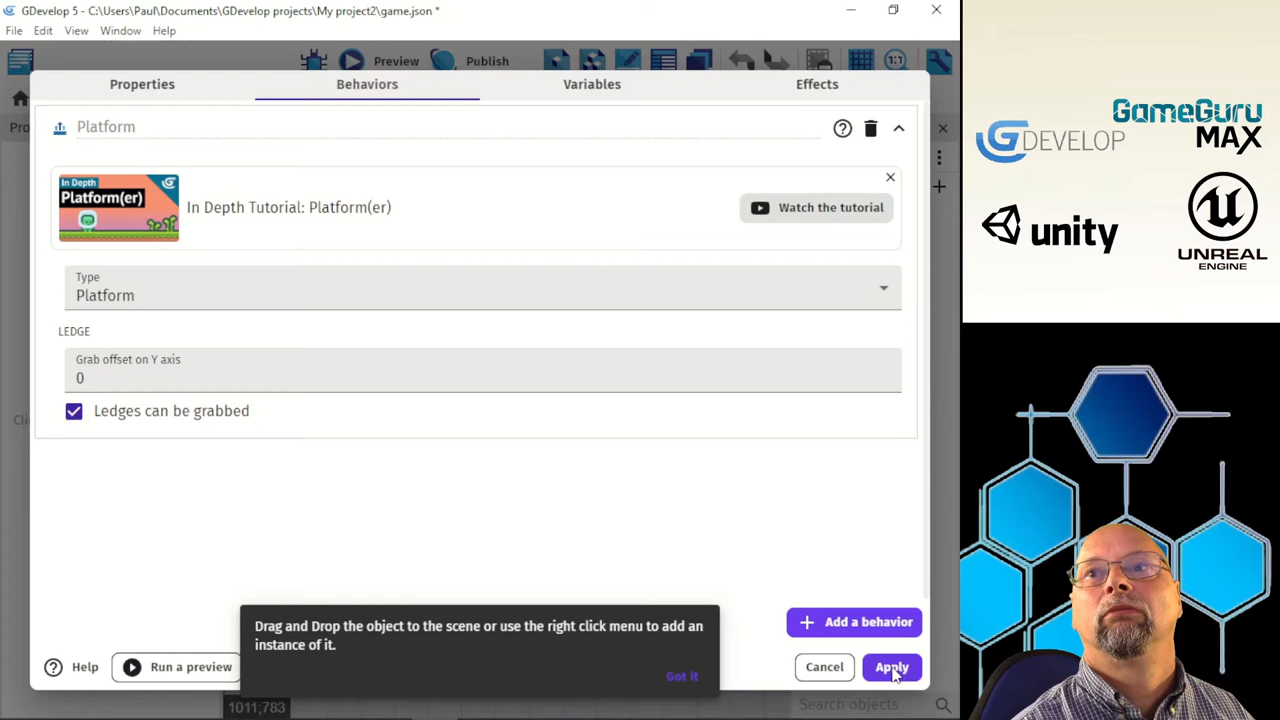 GDevelop 5 - C:\Users\Paul\Documents\GDevelop projects\My project2\game.json *
File Edit View Window Help
Preview
Publish
1:1
Properties
Behaviors
Variables
Effects
Platform
In Depth
Platform(er)
In Depth Tutorial: Platform(er)
Watch the tutorial
Type
Platform
LEDGE
Grab offset on Y axis
0
Ledges can be grabbed
Add a behavior
Drag and Drop the object to the scene or use the right click menu to add an
instance of it.
Got it
Help
Run a preview
Cancel
Apply
1011;783
Search objects
GameGuru
MAX
GDEVELOP
unity
UNREAL
ENGINE